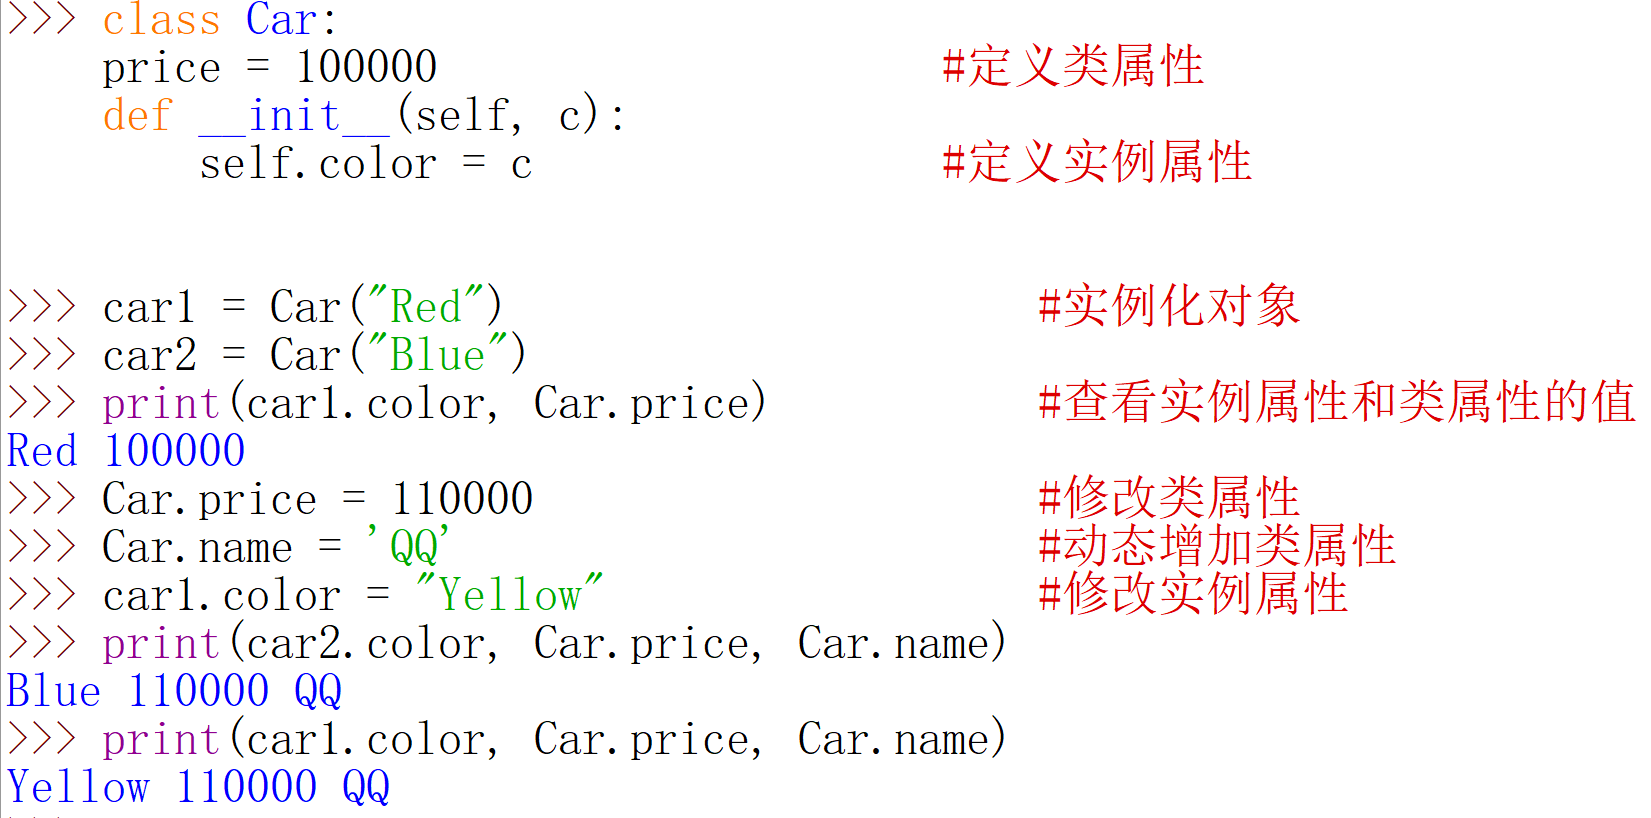 >>> class Car:
    price = 100000                     #定义类属性
    def __init__(self, c):
        self.color = c                 #定义实例属性
>>> car1 = Car("Red")                      #实例化对象
>>> car2 = Car("Blue")
>>> print(car1.color, Car.price)           #查看实例属性和类属性的值
Red 100000
>>> Car.price = 110000                     #修改类属性
>>> Car.name = 'QQ'                        #动态增加类属性
>>> car1.color = "Yellow"                  #修改实例属性
>>> print(car2.color, Car.price, Car.name)
Blue 110000 QQ
>>> print(car1.color, Car.price, Car.name)
Yellow 110000 QQ